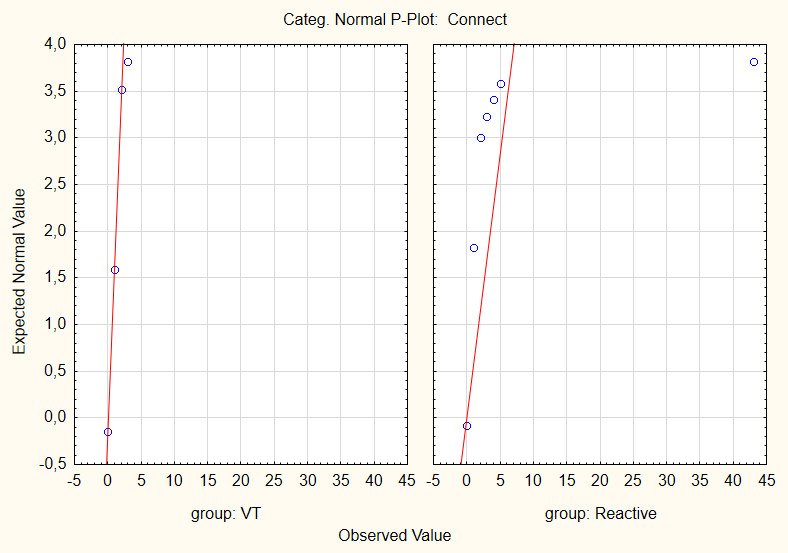 Categ. Normal P-Plot:  Connect
Expected Normal Value
4,0
3,5
3,0
2,5
2,0
1,5
1,0
0,5
0,0
-0,5
-5 0 5 10 15 20 25 30 35 40 45
-5 0 5 10 15 20 25 30 35 40 45
group: VT
group: Reactive
Observed Value